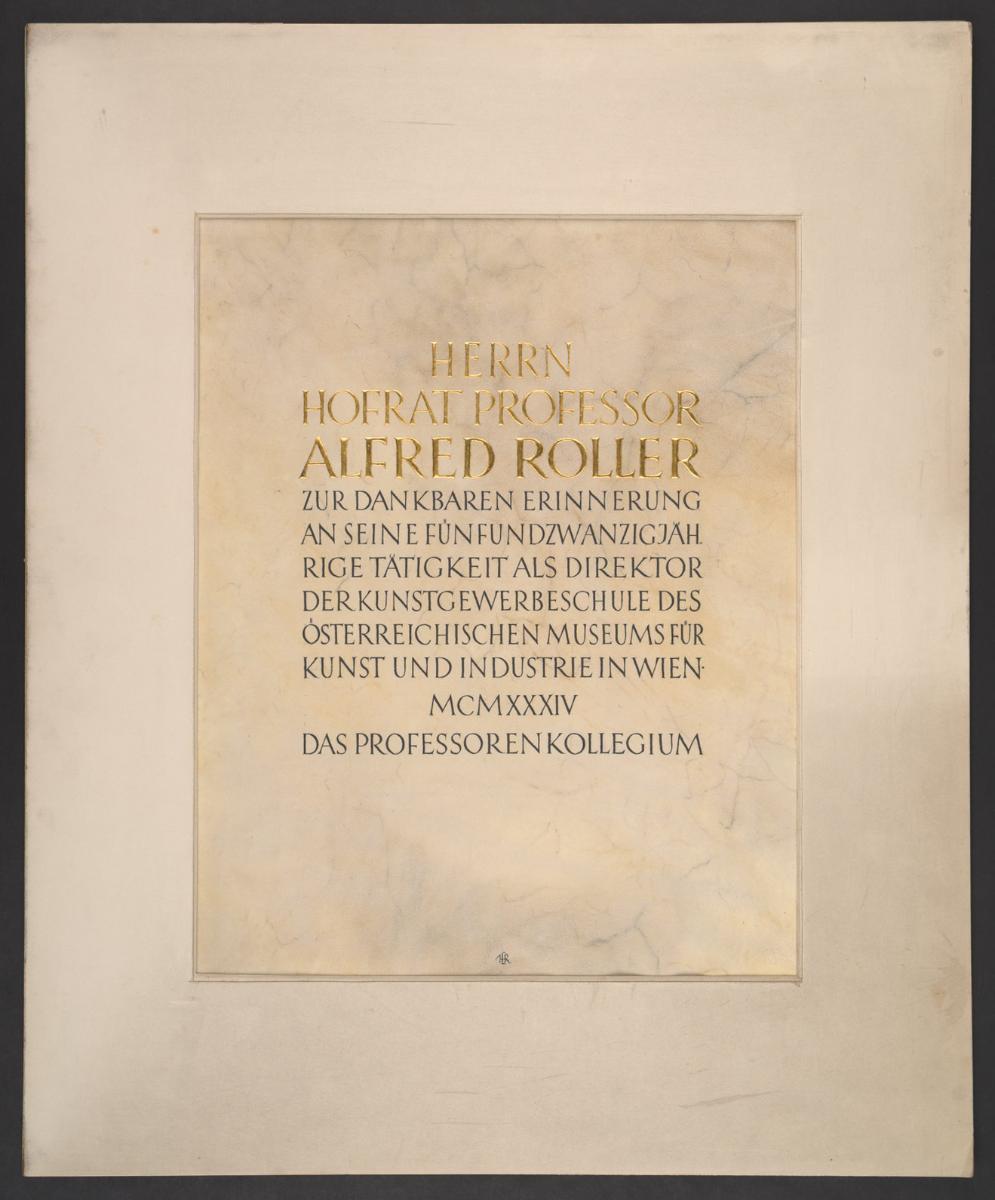 HERRN
HOFRAT PROFESSOR
ALFRED ROLLER
ZUR DANKBAREN ERINNERUNG
AN SEINE FÜNFUNDZWANZIGJÄH
RIGE TÄTIGKEIT ALS DIREKTOR
DER KUNSTGEWERBESCHULE DES
ÖSTERREICHISCHEN MUSEUMS FÜR
KUNST UND INDUSTRIE IN WIEN·
MCMXXXIV
DAS PROFESSORENKOLLEGIUM